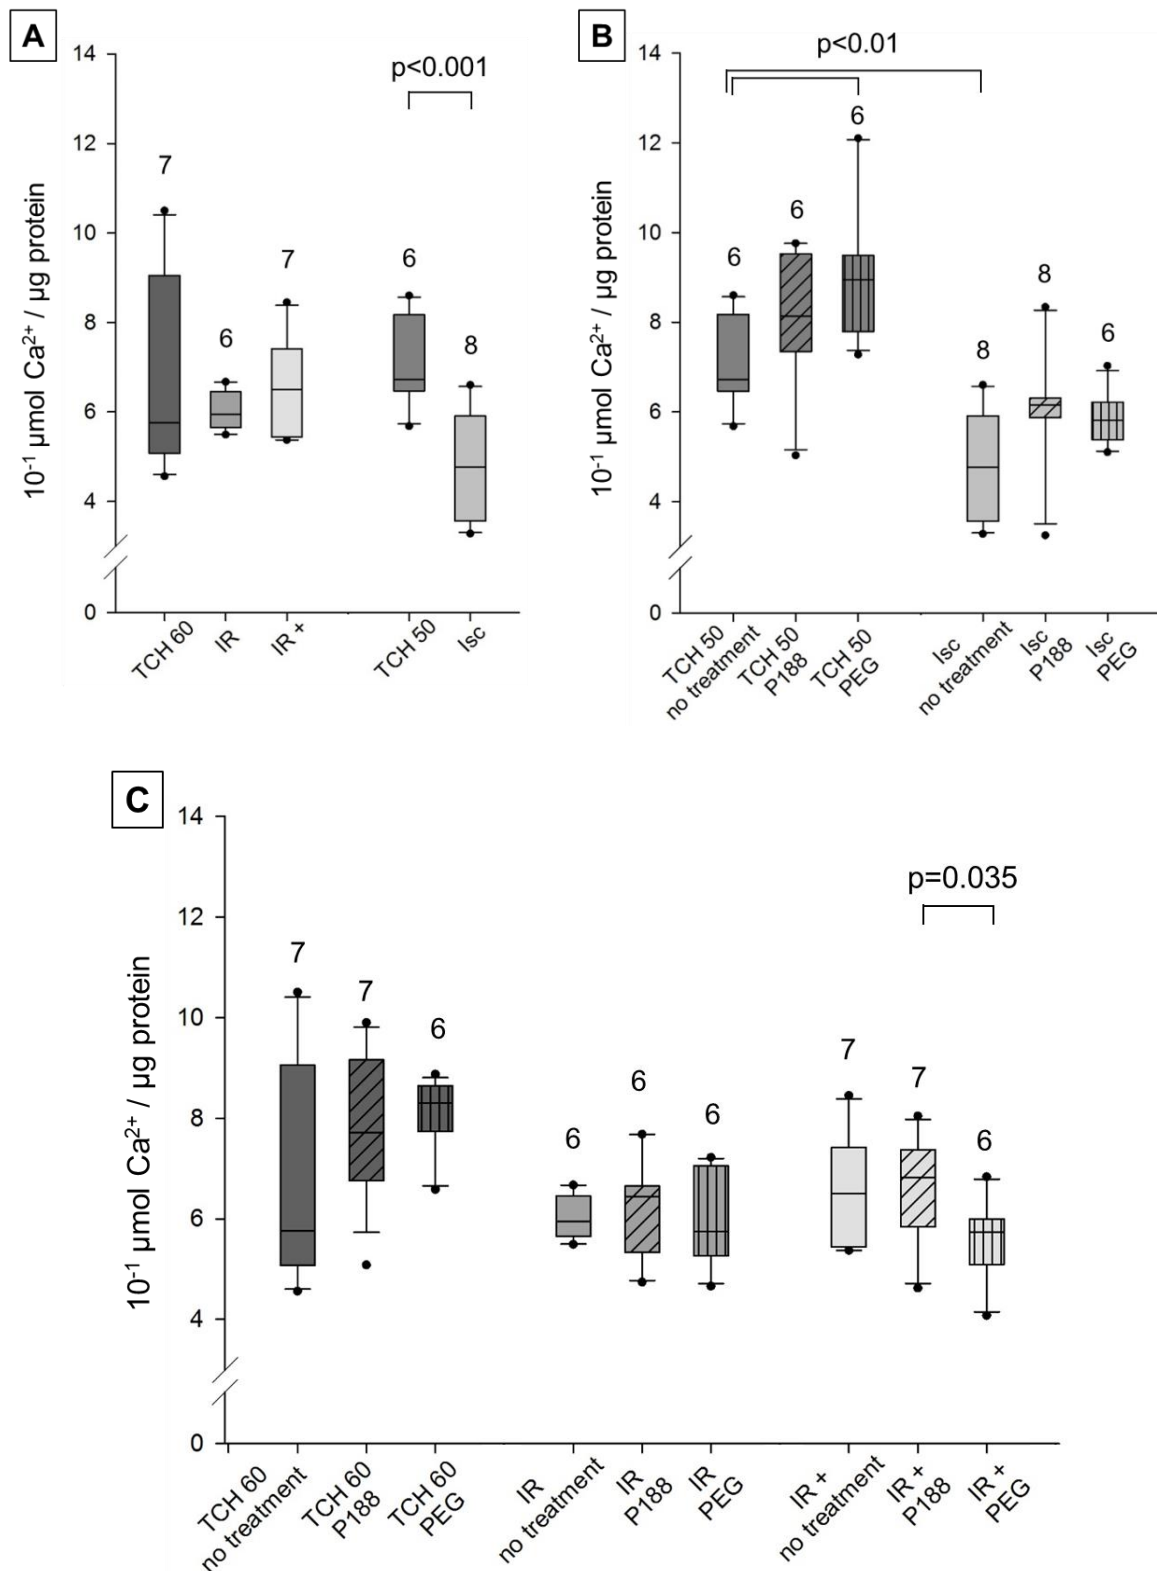 A
14
12
10
8
6
4
0
10⁻¹ µmol Ca²⁺ / µg protein
p<0.001
7
6
7
6
8
TCH 60
IR
IR +
TCH 50
Isc
B
14
12
10
8
6
4
0
10⁻¹ µmol Ca²⁺ / µg protein
p<0.01
6
6
6
8
8
6
TCH 50
no treatment
TCH 50
P188
TCH 50
PEG
Isc
no treatment
Isc
P188
Isc
PEG
C
14
12
10
8
6
4
0
10⁻¹ µmol Ca²⁺ / µg protein
p=0.035
7
7
6
6
6
6
7
7
6
TCH 60
no treatment
TCH 60
P188
TCH 60
PEG
IR
no treatment
IR
P188
IR
PEG
IR +
no treatment
IR +
P188
IR +
PEG